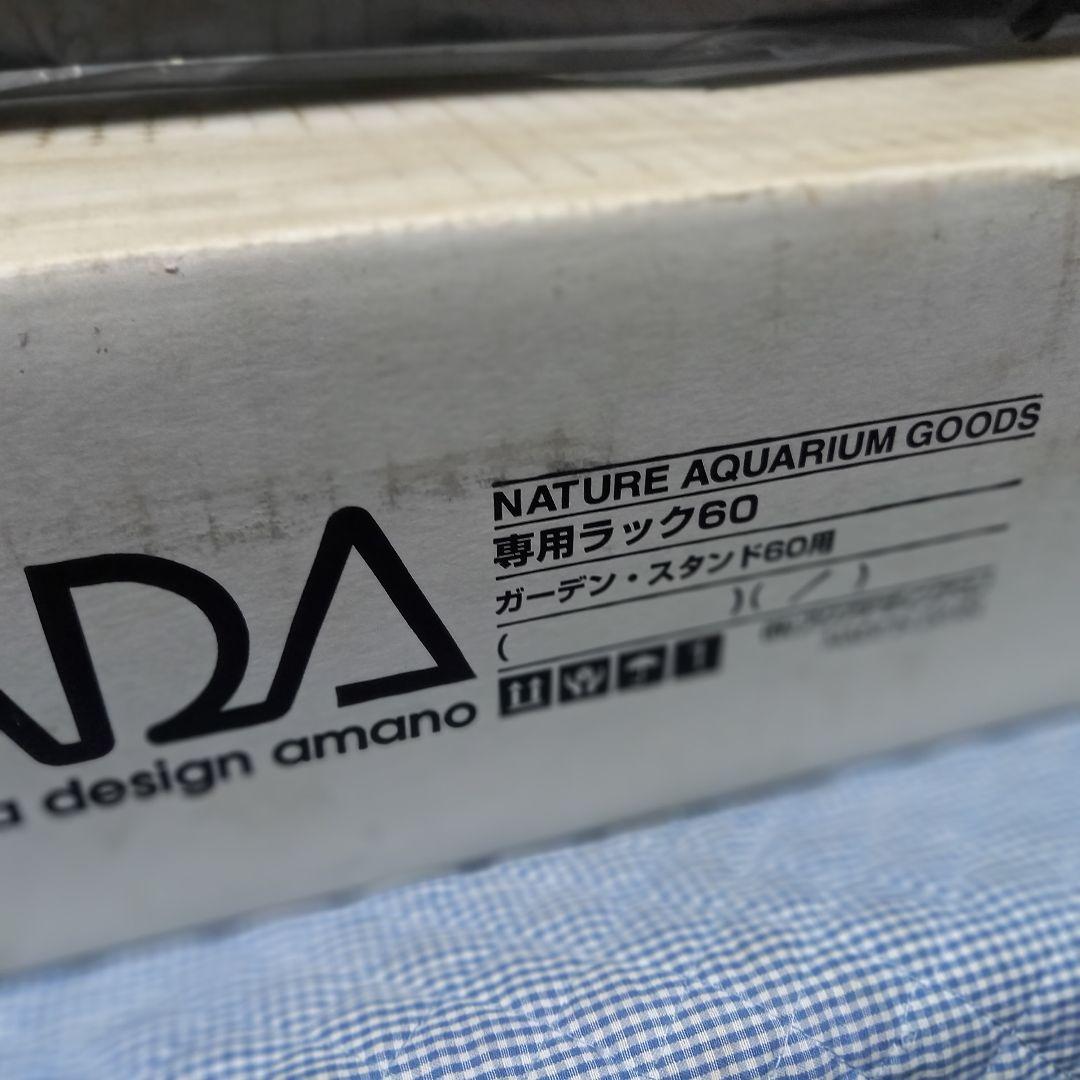 ADA
design amano
NATURE AQUARIUM GOODS
専用ラック60
ガーデン・スタンド60用
( )( / )